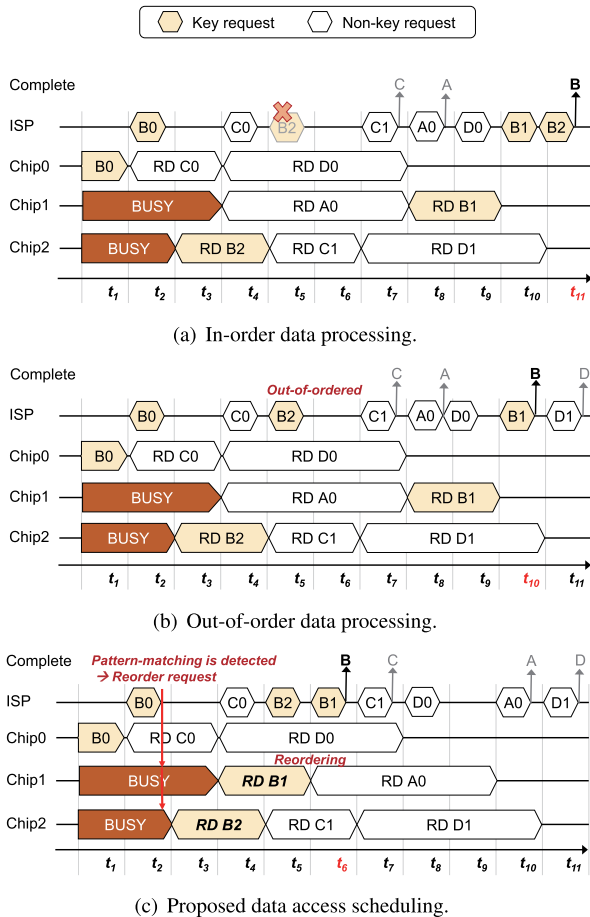 Key request Non-key request
Complete C A B
ISP B0 C0 B2 C1 A0 D0 B1 B2
Chip0 B0 RD C0 RD D0
Chip1 BUSY RD A0 RD B1
Chip2 BUSY RD B2 RD C1 RD D1
t1 t2 t3 t4 t5 t6 t7 t8 t9 t10 t11
(a) In-order data processing.
Complete C A B D
Out-of-ordered
ISP B0 C0 B2 C1 A0 D0 B1 D1
Chip0 B0 RD C0 RD D0
Chip1 BUSY RD A0 RD B1
Chip2 BUSY RD B2 RD C1 RD D1
t1 t2 t3 t4 t5 t6 t7 t8 t9 t10 t11
(b) Out-of-order data processing.
Complete Pattern-matching is detected B C A D
→ Reorder request
ISP B0 C0 B2 B1 C1 D0 A0 D1
Chip0 B0 RD C0 RD D0
Reordering
Chip1 BUSY RD B1 RD A0
Chip2 BUSY RD B2 RD C1 RD D1
t1 t2 t3 t4 t5 t6 t7 t8 t9 t10 t11
(c) Proposed data access scheduling.